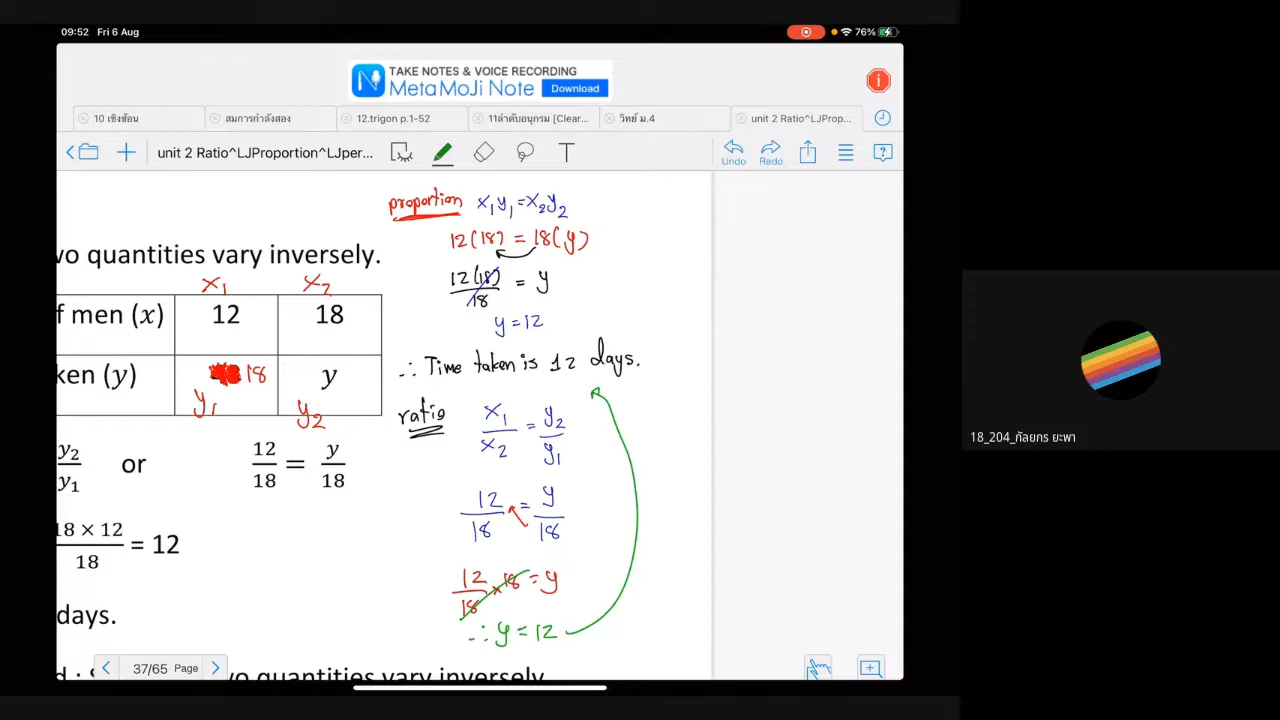 09:52 Fri 6 Aug
76%
TAKE NOTES & VOICE RECORDING
MetaMoJi Note Download
10 เชิงซ้อน
สมการกำลังสอง
12.trigon p.1-52
11ลำดับอนุกรม [Clear...
วิทย์ ม.4
unit 2 Ratio^LJProp...
unit 2 Ratio^LJProportion^LJper...
T
Undo
Redo
proportion x₁y₁=x₂y₂
12(18) = 18(y)
12(18)/18 = y
y = 12
∴ Time taken is 12 days.
ratio x₁/x₂ = y₂/y₁
12/18 = y/18
12/18 × 18 = y
∴ y = 12
wo quantities vary inversely.
x₁ x₂
f men (x) 12 18
ken (y) 18 y
y₁ y₂
y₂/y₁ or 12/18 = y/18
18 × 12/18 = 12
days.
37/65 Page
wo quantities vary inversely
18_204_กัลยกร ยะพา